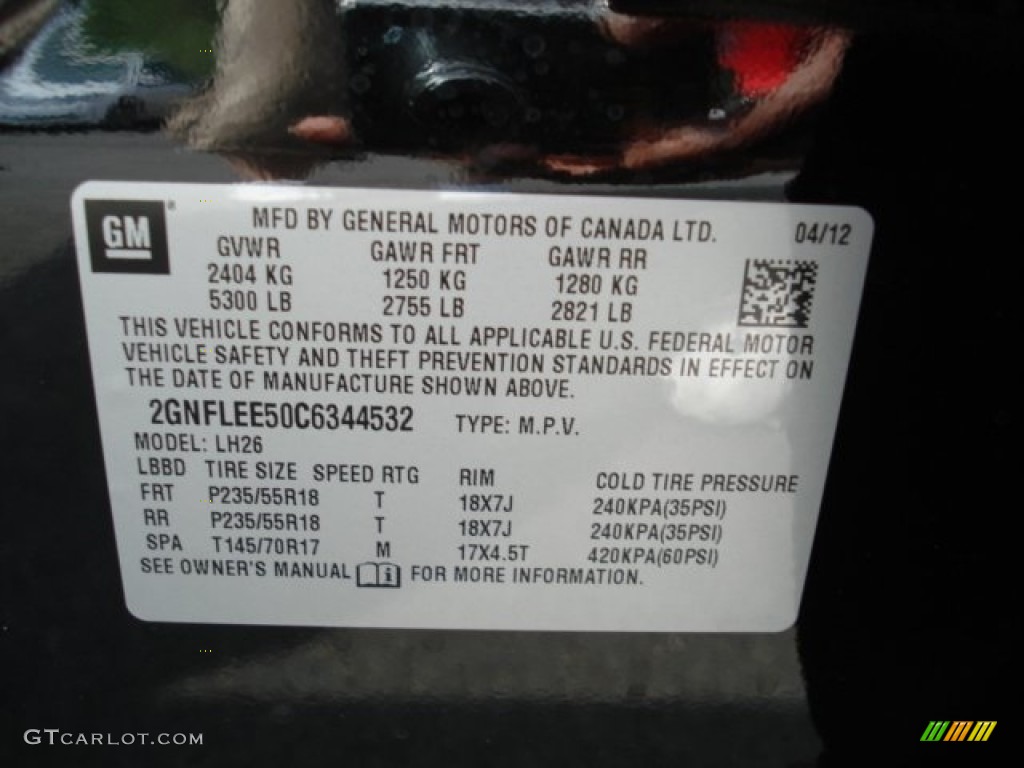 GM® MFD BY GENERAL MOTORS OF CANADA LTD. 04/12
GVWR GAWR FRT GAWR RR
2404 KG 1250 KG 1280 KG
5300 LB 2755 LB 2821 LB
THIS VEHICLE CONFORMS TO ALL APPLICABLE U.S. FEDERAL MOTOR
VEHICLE SAFETY AND THEFT PREVENTION STANDARDS IN EFFECT ON
THE DATE OF MANUFACTURE SHOWN ABOVE.
2GNFLEE50C6344532 TYPE: M.P.V.
MODEL: LH26
LBBD TIRE SIZE SPEED RTG RIM COLD TIRE PRESSURE
FRT P235/55R18 T 18X7J 240KPA(35PSI)
RR P235/55R18 T 18X7J 240KPA(35PSI)
SPA T145/70R17 M 17X4.5T 420KPA(60PSI)
SEE OWNER'S MANUAL i FOR MORE INFORMATION.
GTCARLOT.COM